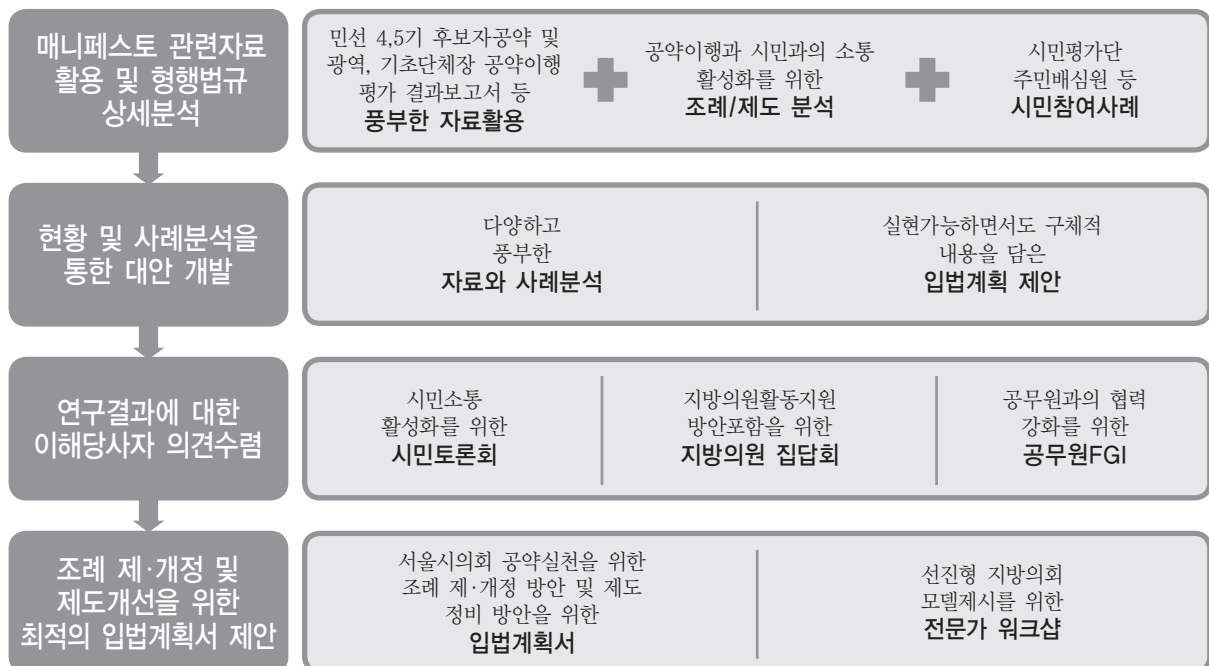 매니페스토 관련자료
활용 및 형행법규
상세분석
민선 4,5기 후보자공약 및
광역, 기초단체장 공약이행
평가 결과보고서 등
풍부한 자료활용
공약이행과 시민과의 소통
활성화를 위한
조례/제도 분석
시민평가단
주민배심원 등
시민참여사례
현황 및 사례분석을
통한 대안 개발
다양하고
풍부한
자료와 사례분석
실현가능하면서도 구체적
내용을 담은
입법계획 제안
연구결과에 대한
이해당사자 의견수렴
시민소통
활성화를 위한
시민토론회
지방의원활동지원
방안포함을 위한
지방의원 집답회
공무원과의 협력
강화를 위한
공무원FGI
조례 제·개정 및
제도개선을 위한
최적의 입법계획서 제안
서울시의회 공약실천을 위한
조례 제·개정 방안 및 제도
정비 방안을 위한
입법계획서
선진형 지방의회
모델제시를 위한
전문가 워크샵